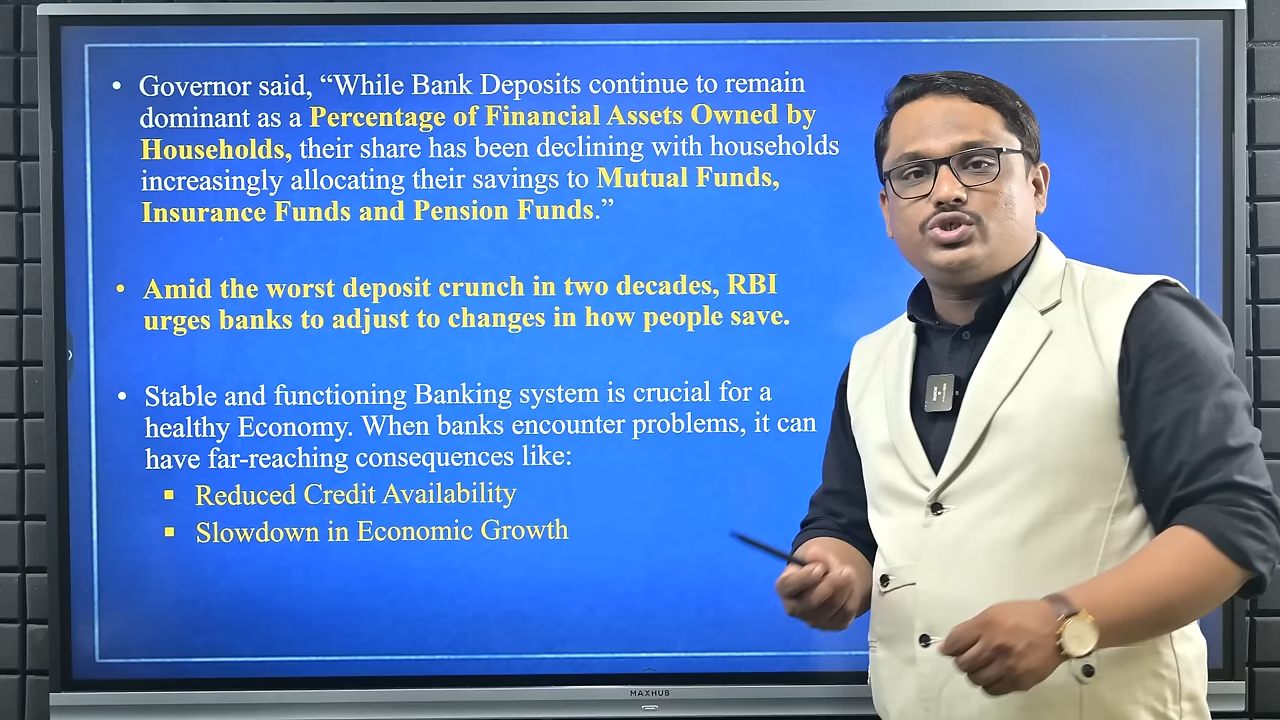 • Governor said, “While Bank Deposits continue to remain
dominant as a Percentage of Financial Assets Owned by
Households, their share has been declining with households
increasingly allocating their savings to Mutual Funds,
Insurance Funds and Pension Funds.”
• Amid the worst deposit crunch in two decades, RBI
urges banks to adjust to changes in how people save.
• Stable and functioning Banking system is crucial for a
healthy Economy. When banks encounter problems, it can
have far-reaching consequences like:
▪ Reduced Credit Availability
▪ Slowdown in Economic Growth
MAXHUB